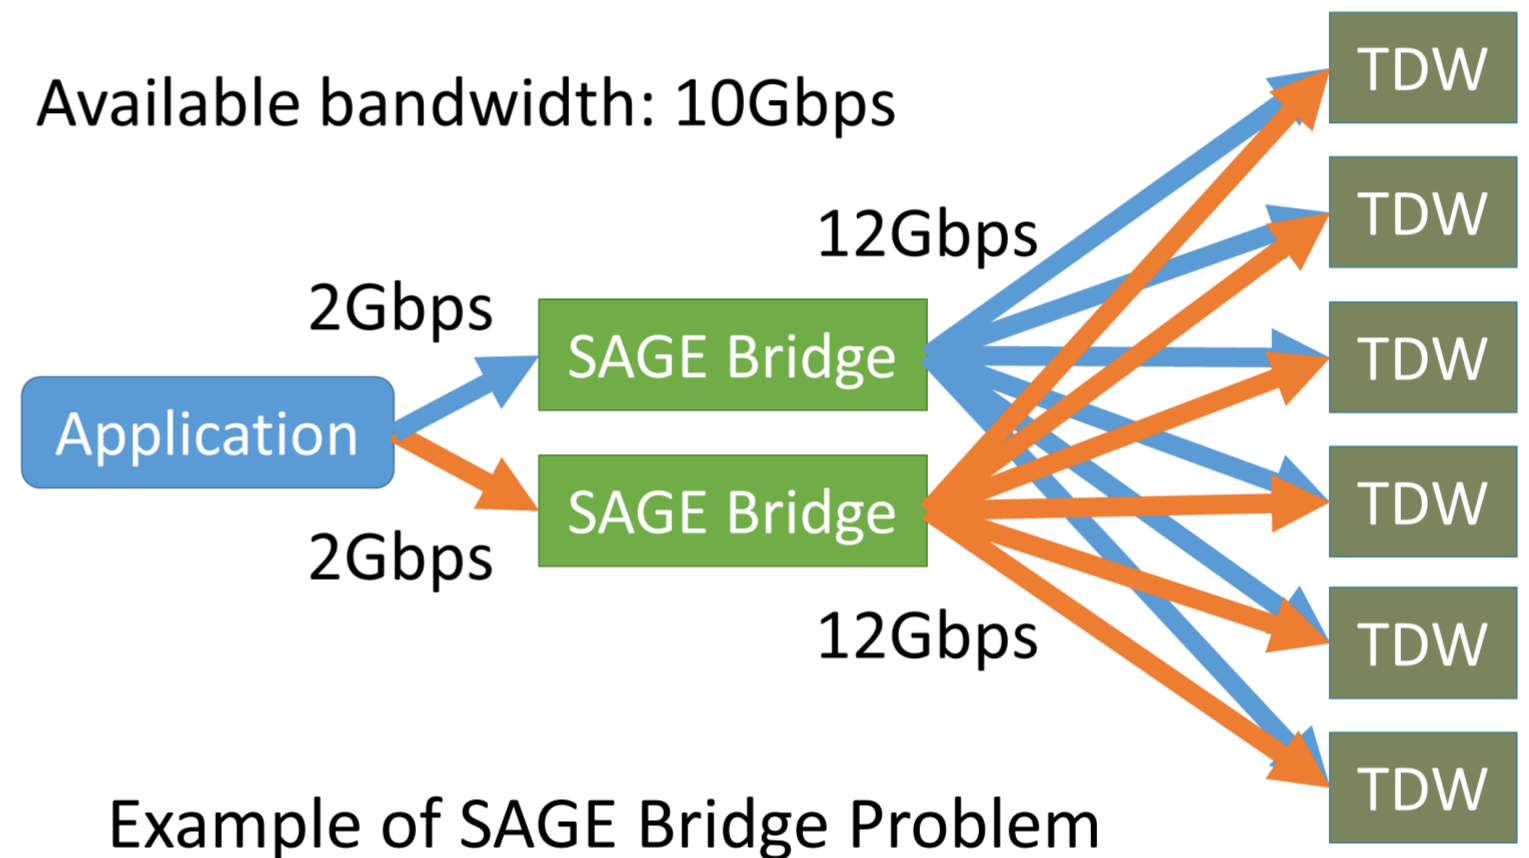 Available bandwidth: 10Gbps
TDW
TDW
12Gbps
2Gbps
SAGE Bridge
TDW
Application
SAGE Bridge
TDW
2Gbps
12Gbps
TDW
TDW
Example of SAGE Bridge Problem